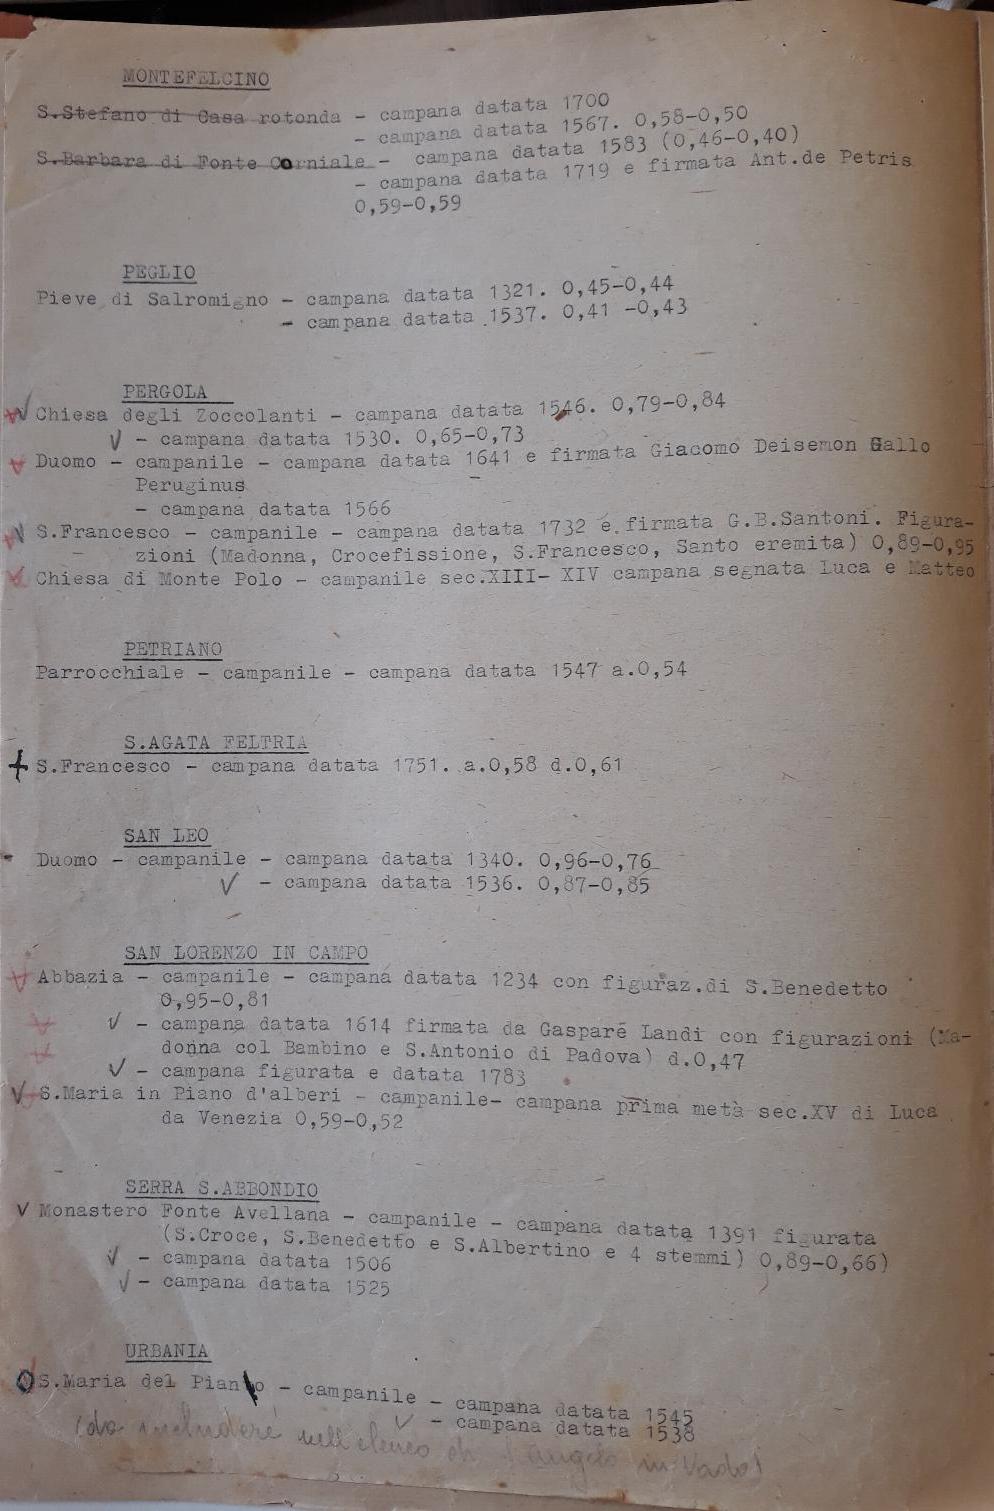 MONTEFELCINO
S.Stefano di Casa rotonda - campana datata 1700
- campana datata 1567. 0,58-0,50
S.Barbara di Fonte Corniale - campana datata 1583 (0,46-0,40)
- campana datata 1719 e firmata Ant.de Petris
0,59-0,59
PEGLIO
Pieve di Salromigno - campana datata 1321. 0,45-0,44
- campana datata 1537. 0,41 -0,43
PERGOLA
Chiesa degli Zoccolanti - campana datata 1546. 0,79-0,84
- campana datata 1530. 0,65-0,73
Duomo - campanile - campana datata 1641 e firmata Giacomo Deisemon Gallo
Peruginus
- campana datata 1566
S.Francesco - campanile - campana datata 1732 e firmata G.B.Santoni. Figura-
zioni (Madonna, Crocefissione, S.Francesco, Santo eremita) 0,89-0,95
Chiesa di Monte Polo - campanile sec.XIII- XIV campana segnata Luca e Matteo
PETRIANO
Parrocchiale - campanile - campana datata 1547 a.0,54
S.AGATA FELTRIA
S.Francesco - campana datata 1751. a.0,58 d.0,61
SAN LEO
Duomo - campanile - campana datata 1340. 0,96-0,76
- campana datata 1536. 0,87-0,85
SAN LORENZO IN CAMPO
Abbazia - campanile - campana datata 1234 con figuraz.di S.Benedetto
0,95-0,81
- campana datata 1614 firmata da Gaspare Landi con figurazioni (Ma-
donna col Bambino e S.Antonio di Padova) d.0,47
- campana figurata e datata 1783
S.Maria in Piano d'alberi - campanile- campana prima metà sec.XV di Luca
da Venezia 0,59-0,52
SERRA S.ABBONDIO
Monastero Fonte Avellana - campanile - campana datata 1391 figurata
(S.Croce, S.Benedetto e S.Albertino e 4 stemmi) 0,89-0,66)
- campana datata 1506
- campana datata 1525
URBANIA
S.Maria del Piano - campanile - campana datata 1545
- campana datata 1538
(da includere nell'elenco di S. Angelo in Vado)